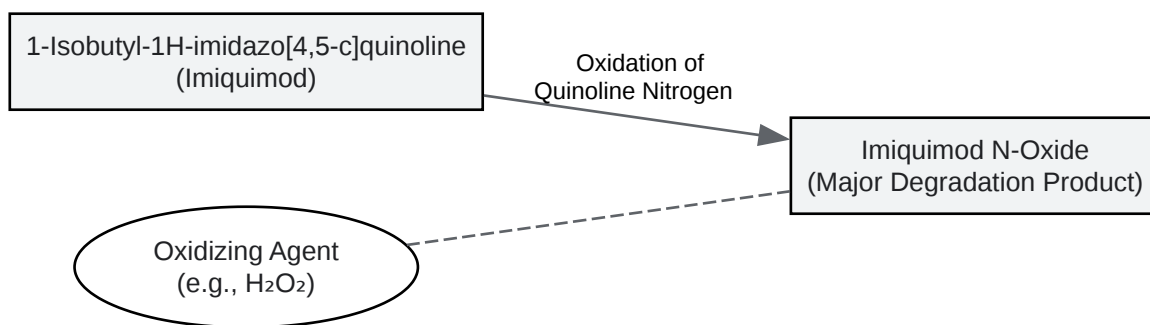 1-Isobutyl-1H-imidazo[4,5-c]quinoline
(Imiquimod)
Oxidation of
Quinoline Nitrogen
Imiquimod N-Oxide
(Major Degradation Product)
Oxidizing Agent
(e.g., H₂O₂)